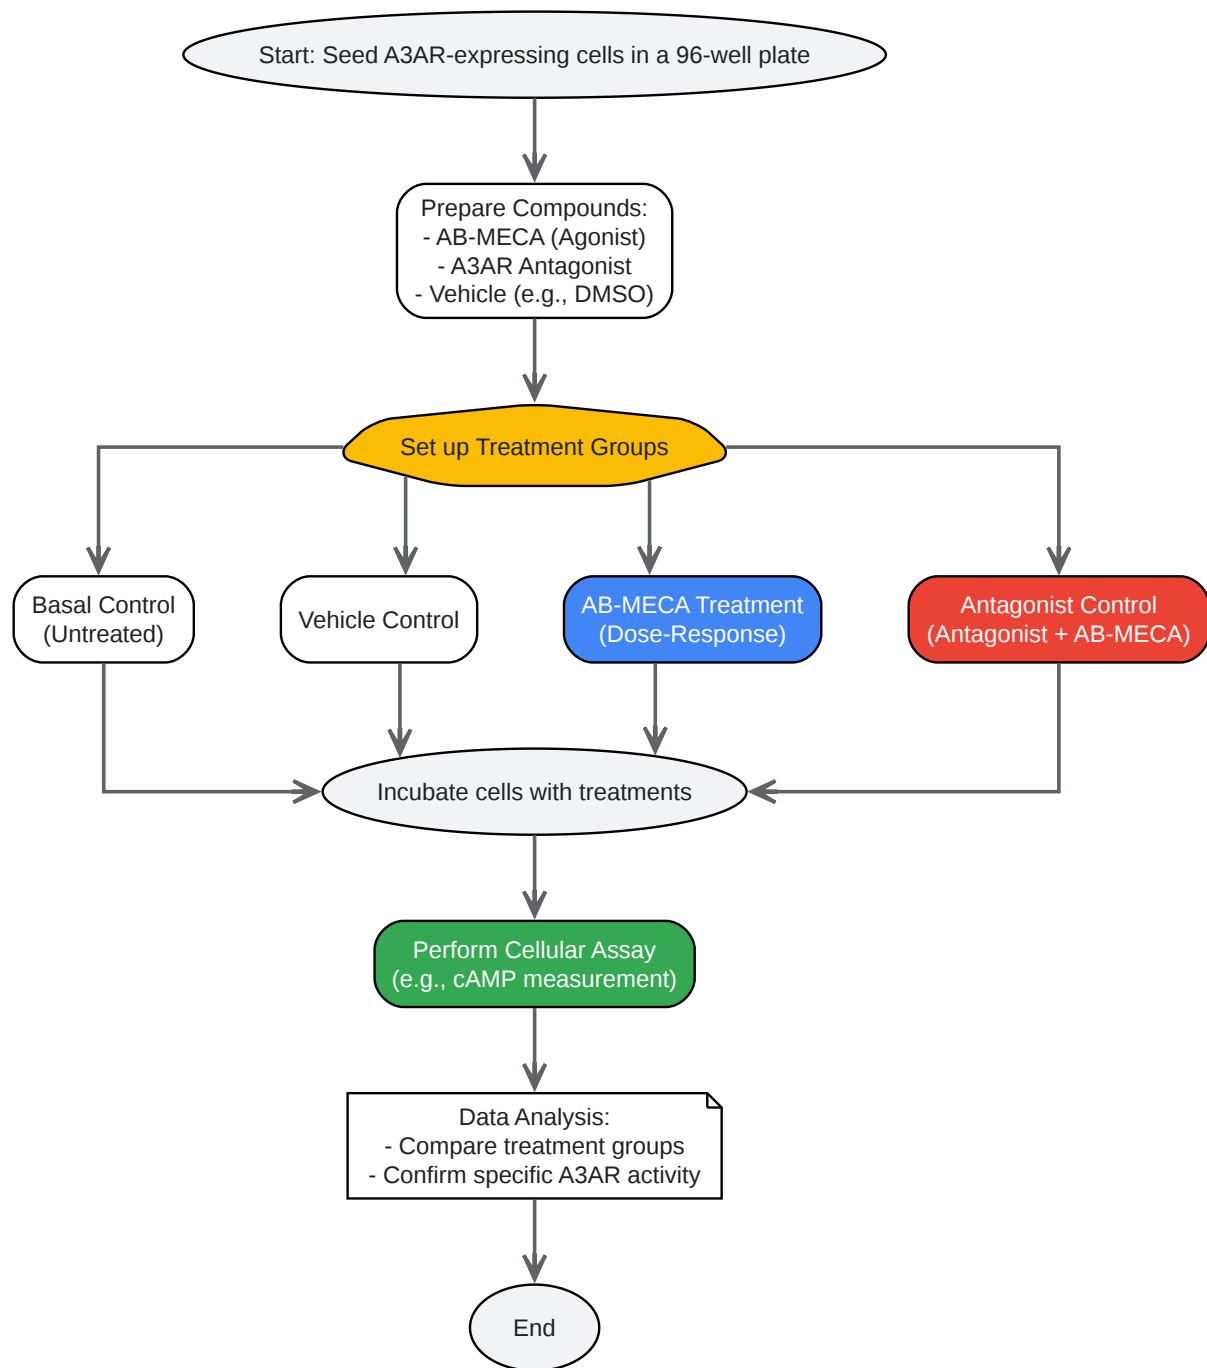 Start: Seed A3AR-expressing cells in a 96-well plate
Prepare Compounds:
- AB-MECA (Agonist)
- A3AR Antagonist
- Vehicle (e.g., DMSO)
Set up Treatment Groups
Basal Control
(Untreated)
Vehicle Control
AB-MECA Treatment
(Dose-Response)
Antagonist Control
(Antagonist + AB-MECA)
Incubate cells with treatments
Perform Cellular Assay
(e.g., cAMP measurement)
Data Analysis:
- Compare treatment groups
- Confirm specific A3AR activity
End